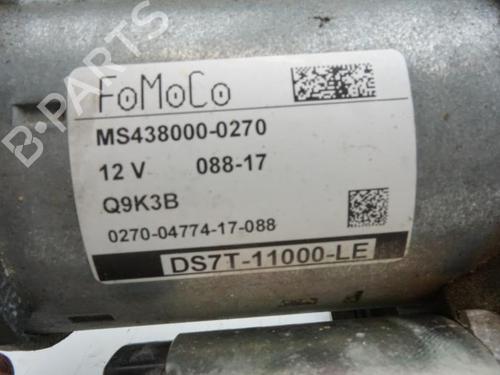 FoMoCo
MS438000-0270
12 V 088-17
Q9K3B
0270-04774-17-088
DS7T-11000-LE
B-PARTS